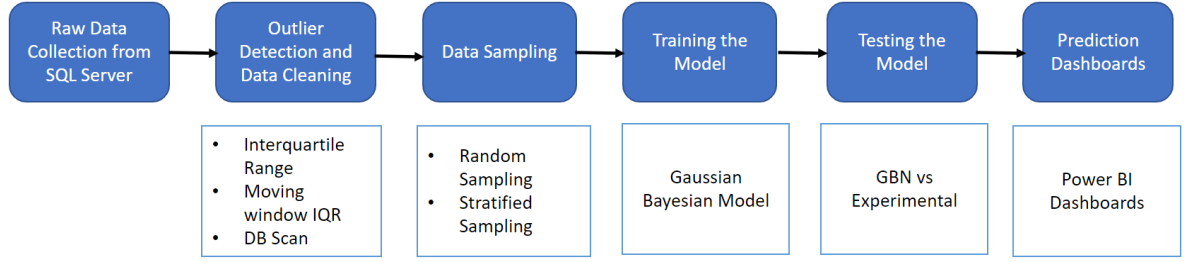 Raw Data
Collection from
SQL Server
Outlier
Detection and
Data Cleaning
Data Sampling
Training the
Model
Testing the
Model
Prediction
Dashboards
• Interquartile
Range
• Moving
window IQR
• DB Scan
• Random
Sampling
• Stratified
Sampling
Gaussian
Bayesian Model
GBN vs
Experimental
Power BI
Dashboards